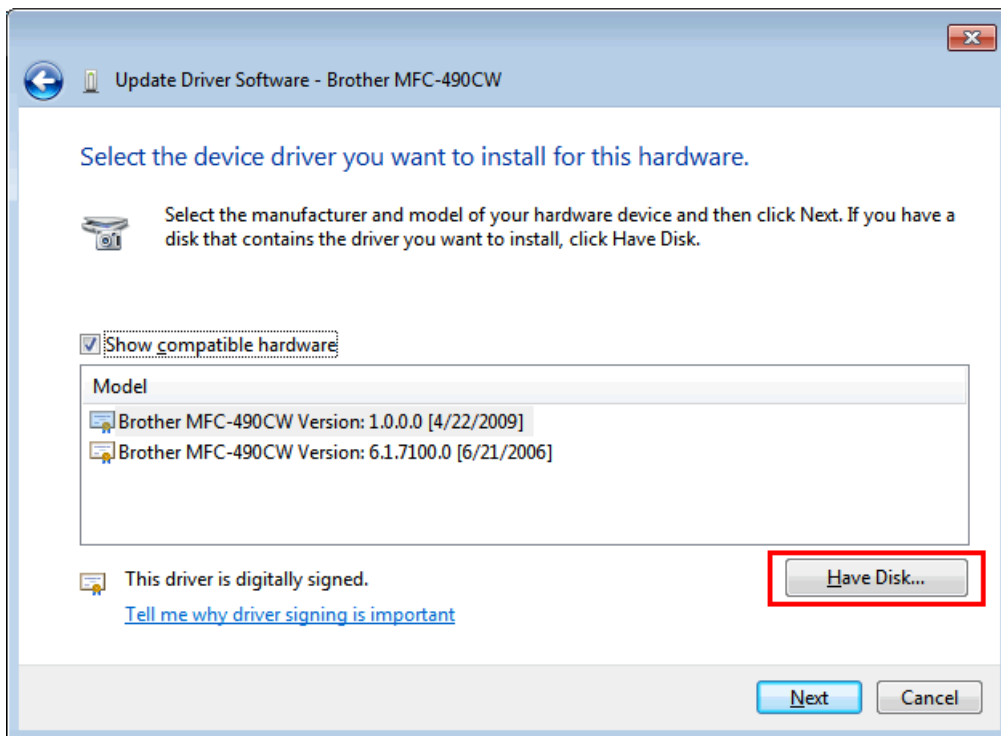 Update Driver Software - Brother MFC-490CW
Select the device driver you want to install for this hardware.
Select the manufacturer and model of your hardware device and then click Next. If you have a
disk that contains the driver you want to install, click Have Disk.
Show compatible hardware
Model
Brother MFC-490CW Version: 1.0.0.0 [4/22/2009]
Brother MFC-490CW Version: 6.1.7100.0 [6/21/2006]
This driver is digitally signed.
Have Disk...
Tell me why driver signing is important
Next
Cancel